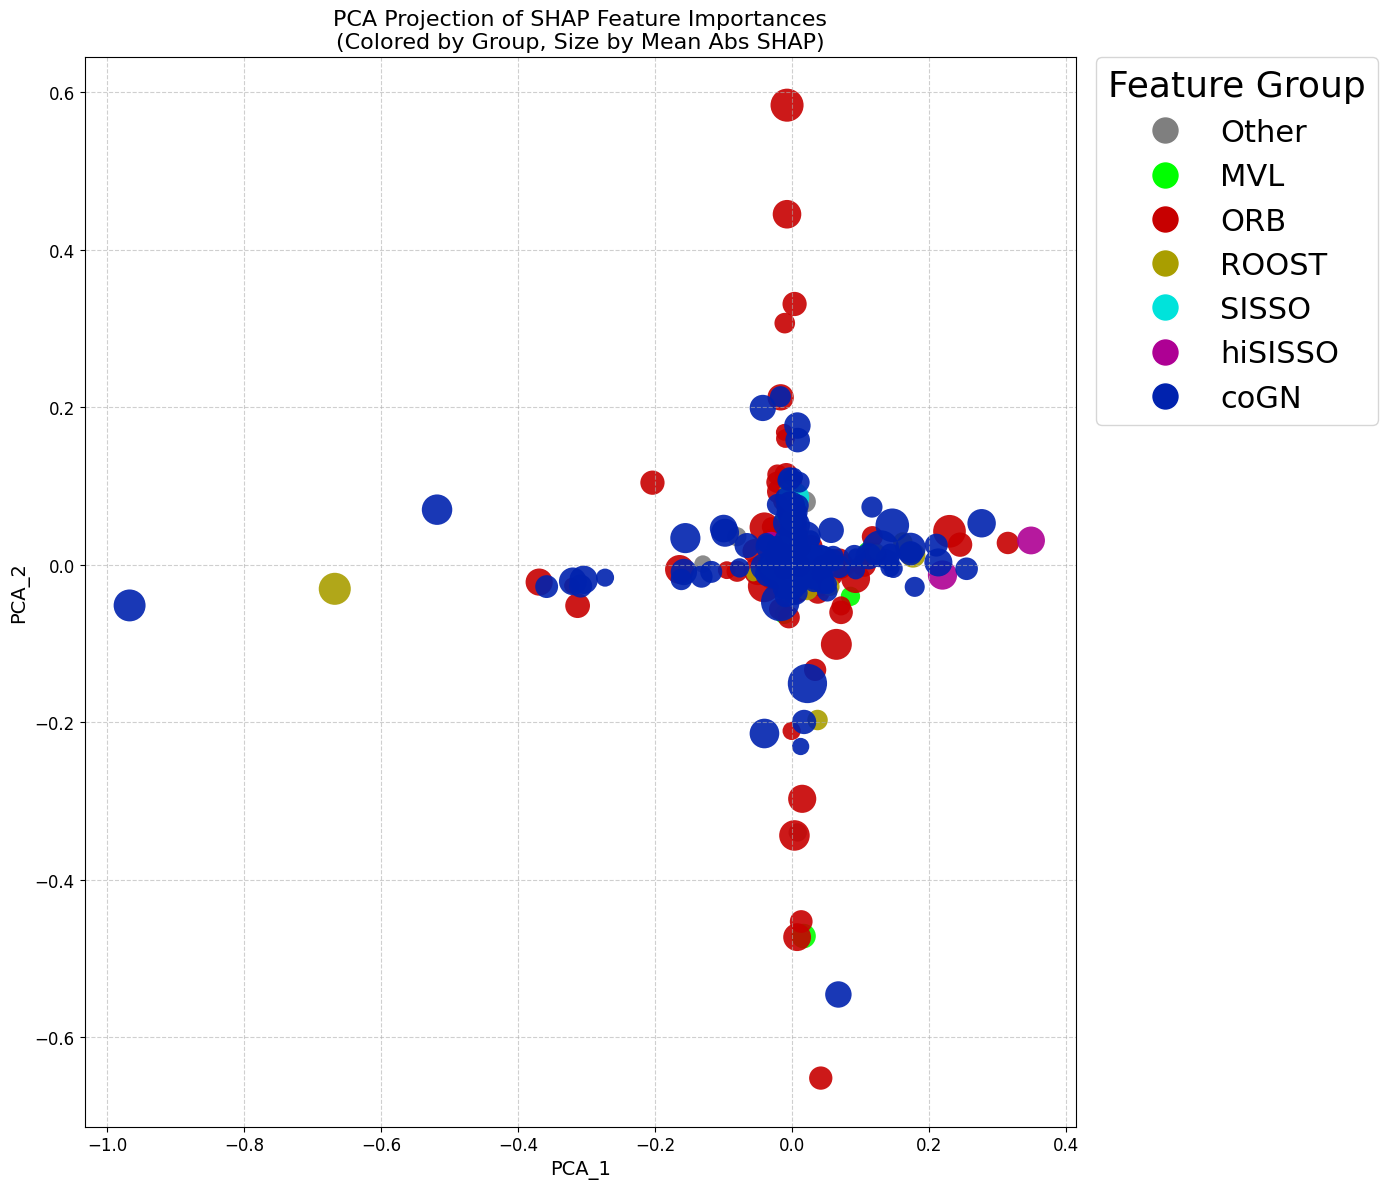 PCA Projection of SHAP Feature Importances
(Colored by Group, Size by Mean Abs SHAP)
Feature Group
Other
MVL
ORB
ROOST
SISSO
hiSISSO
coGN
PCA_2
0.6
0.4
0.2
0.0
−0.2
−0.4
−0.6
−1.0 −0.8 −0.6 −0.4 −0.2 0.0 0.2 0.4
PCA_1